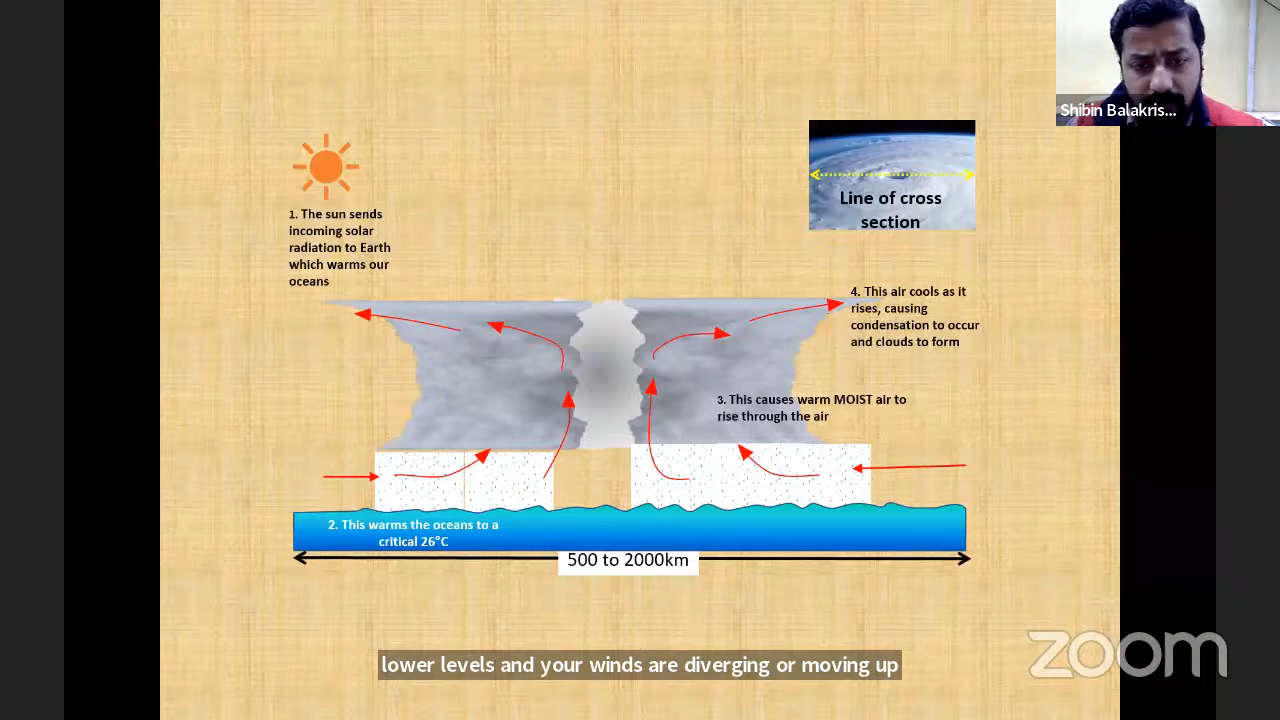 Shibin Balakris...
1. The sun sends
incoming solar
radiation to Earth
which warms our
oceans
Line of cross
section
4. This air cools as it
rises, causing
condensation to occur
and clouds to form
3. This causes warm MOIST air to
rise through the air
2. This warms the oceans to a
critical 26°C
500 to 2000km
lower levels and your winds are diverging or moving up
zoom